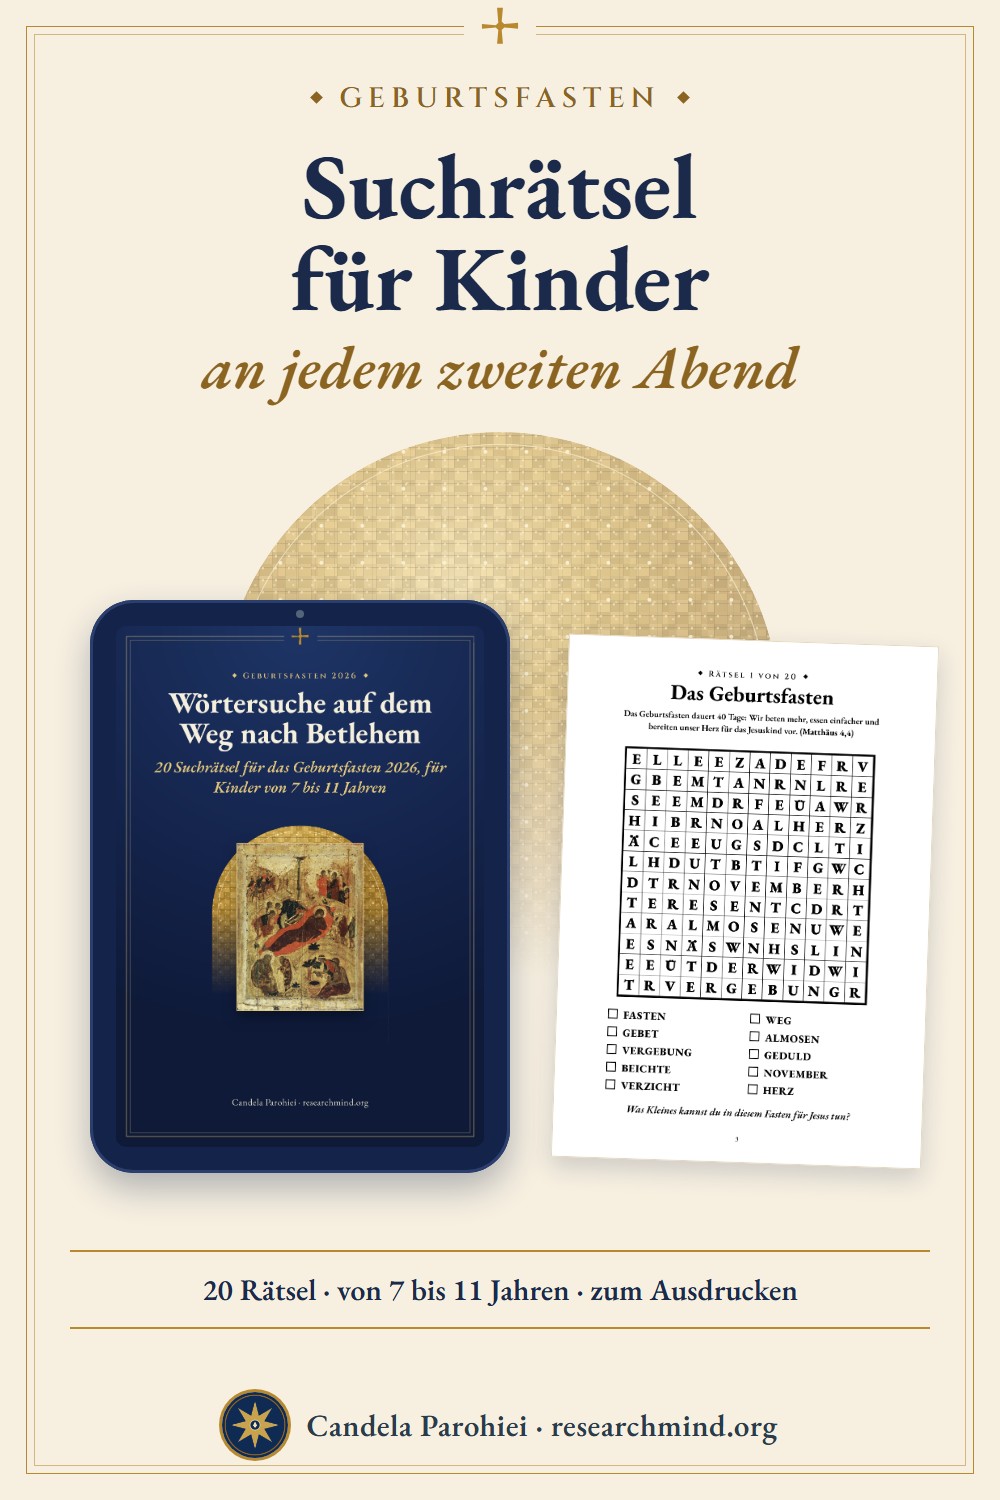 GEBURTSFASTEN
Suchrätsel
für Kinder
an jedem zweiten Abend
GEBURTSFASTEN 2026
Wörtersuche auf dem
Weg nach Betlehem
20 Suchrätsel für das Geburtsfasten 2026, für
Kinder von 7 bis 11 Jahren
Candela Parohiei · researchmind.org
RÄTSEL 1 VON 20
Das Geburtsfasten
Das Geburtsfasten dauert 40 Tage: Wir beten mehr, essen einfacher und
bereiten unser Herz für das Jesuskind vor. (Matthäus 4,4)
E L L E E Z A D E F R V
G B E M T A N R N L R E
S E E M D R F E Ü A W R
H I B R N O A L H E R Z
Ä C E E U G S D C L T I
L H D U T B T I F G W C
D T R N O V E M B E R H
T E R E S E N T C D R T
A R A L M O S E N U W E
E S N Ä S W N H S L I N
E E Ü T D E R W I D W I
T R V E R G E B U N G R
FASTEN
GEBET
VERGEBUNG
BEICHTE
VERZICHT
WEG
ALMOSEN
GEDULD
NOVEMBER
HERZ
Was Kleines kannst du in diesem Fasten für Jesus tun?
3
20 Rätsel · von 7 bis 11 Jahren · zum Ausdrucken
Candela Parohiei · researchmind.org